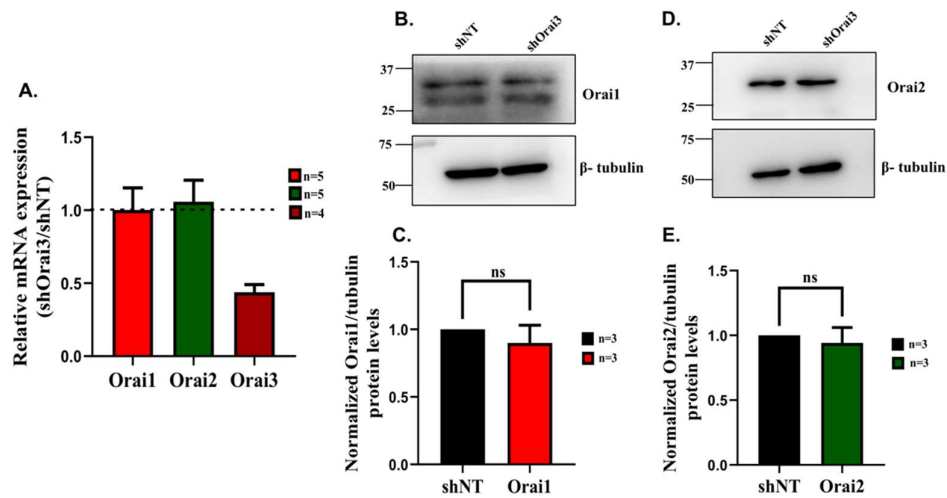 A.
Relative mRNA expression
(shOrai3/shNT)
1.5
1.0
0.5
0.0
Orai1 Orai2 Orai3
n=5
n=5
n=4
B.
shNT shOrai3
37
25
Orai1
75
50
β- tubulin
C.
Normalized Orai1/tubulin
protein levels
1.5
1.0
0.5
0.0
ns
shNT Orai1
n=3
n=3
D.
shNT shOrai3
37
25
Orai2
75
50
β- tubulin
E.
Normalized Orai2/tubulin
protein levels
1.5
1.0
0.5
0.0
ns
shNT Orai2
n=3
n=3